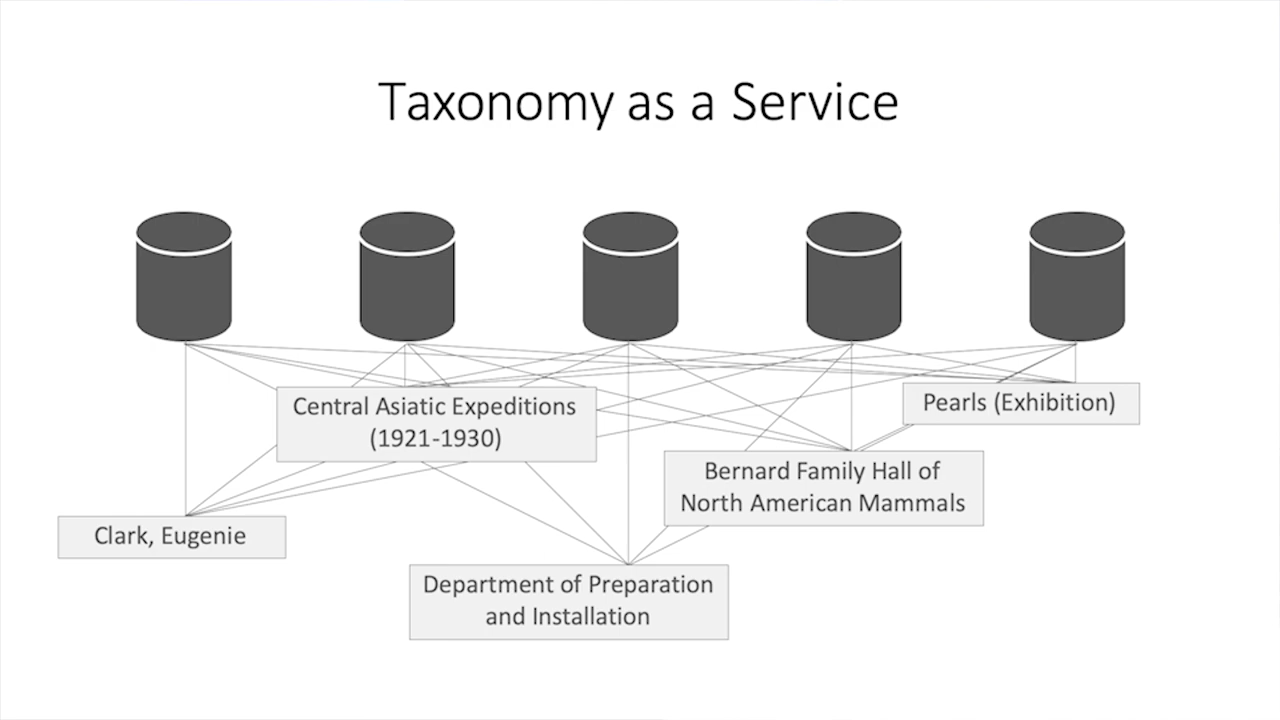 Taxonomy as a Service
Central Asiatic Expeditions
(1921-1930)
Pearls (Exhibition)
Bernard Family Hall of
North American Mammals
Clark, Eugenie
Department of Preparation
and Installation